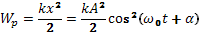 W_p = kx²/2 = kA²/2 cos²(ω₀t + α)